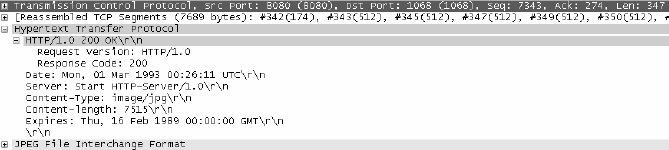 Transmission Control Protocol, Src Port: 8080 (8080), Dst Port: 1068 (1068), Seq: 7343, Ack: 274, Len: 347
[Reassembled TCP Segments (7689 bytes): #342(174), #343(512), #345(512), #347(512), #349(512), #350(512),
Hypertext Transfer Protocol
HTTP/1.0 200 OK\r\n
Request Version: HTTP/1.0
Response Code: 200
Date: Mon, 01 Mar 1993 00:26:11 UTC\r\n
Server: Start HTTP-Server/1.0\r\n
Content-Type: image/jpg\r\n
Content-length: 7515\r\n
Expires: Thu, 16 Feb 1989 00:00:00 GMT\r\n
\r\n
JPEG File Interchange Format